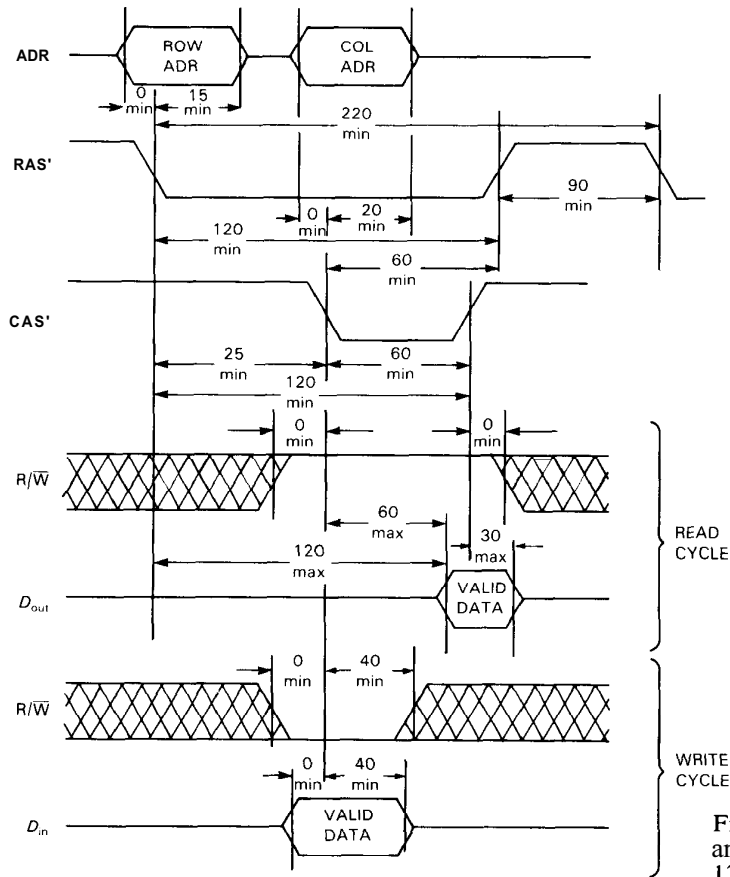 ADR
ROW
ADR
COL
ADR
0
min
15
min
220
min
RAS'
0
min
20
min
90
min
120
min
60
min
CAS'
25
min
60
min
120
min
0
min
0
min
R/W̅
60
max
30
max
120
max
READ
CYCLE
VALID
DATA
Dout
0
min
40
min
R/W̅
0
min
40
min
WRITE
CYCLE
VALID
DATA
Din
an